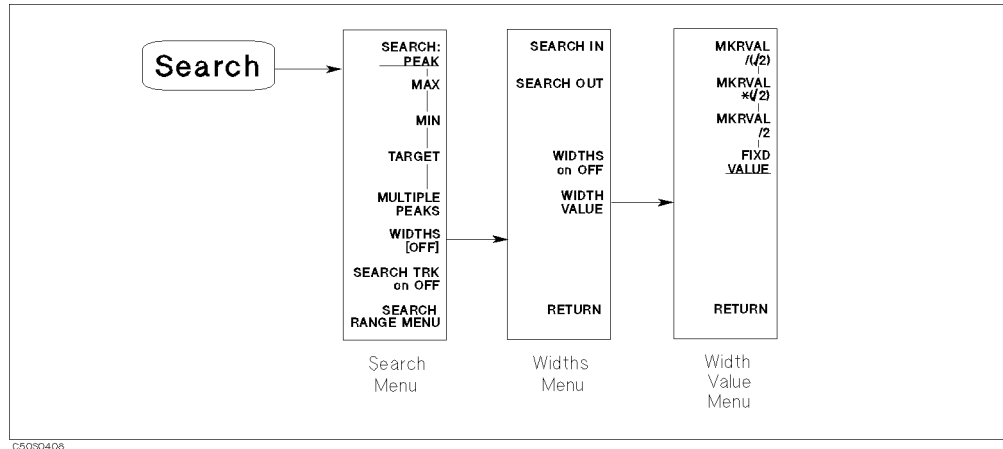 Search
SEARCH:
PEAK
MAX
MIN
TARGET
MULTIPLE
PEAKS
WIDTHS
[OFF]
SEARCH TRK
on OFF
SEARCH
RANGE MENU
Search
Menu
SEARCH IN
SEARCH OUT
WIDTHS
on OFF
WIDTH
VALUE
RETURN
Widths
Menu
MKRVAL
/(√2)
MKRVAL
*(√2)
MKRVAL
/2
FIXD
VALUE
RETURN
Width
Value
Menu
C50S0408